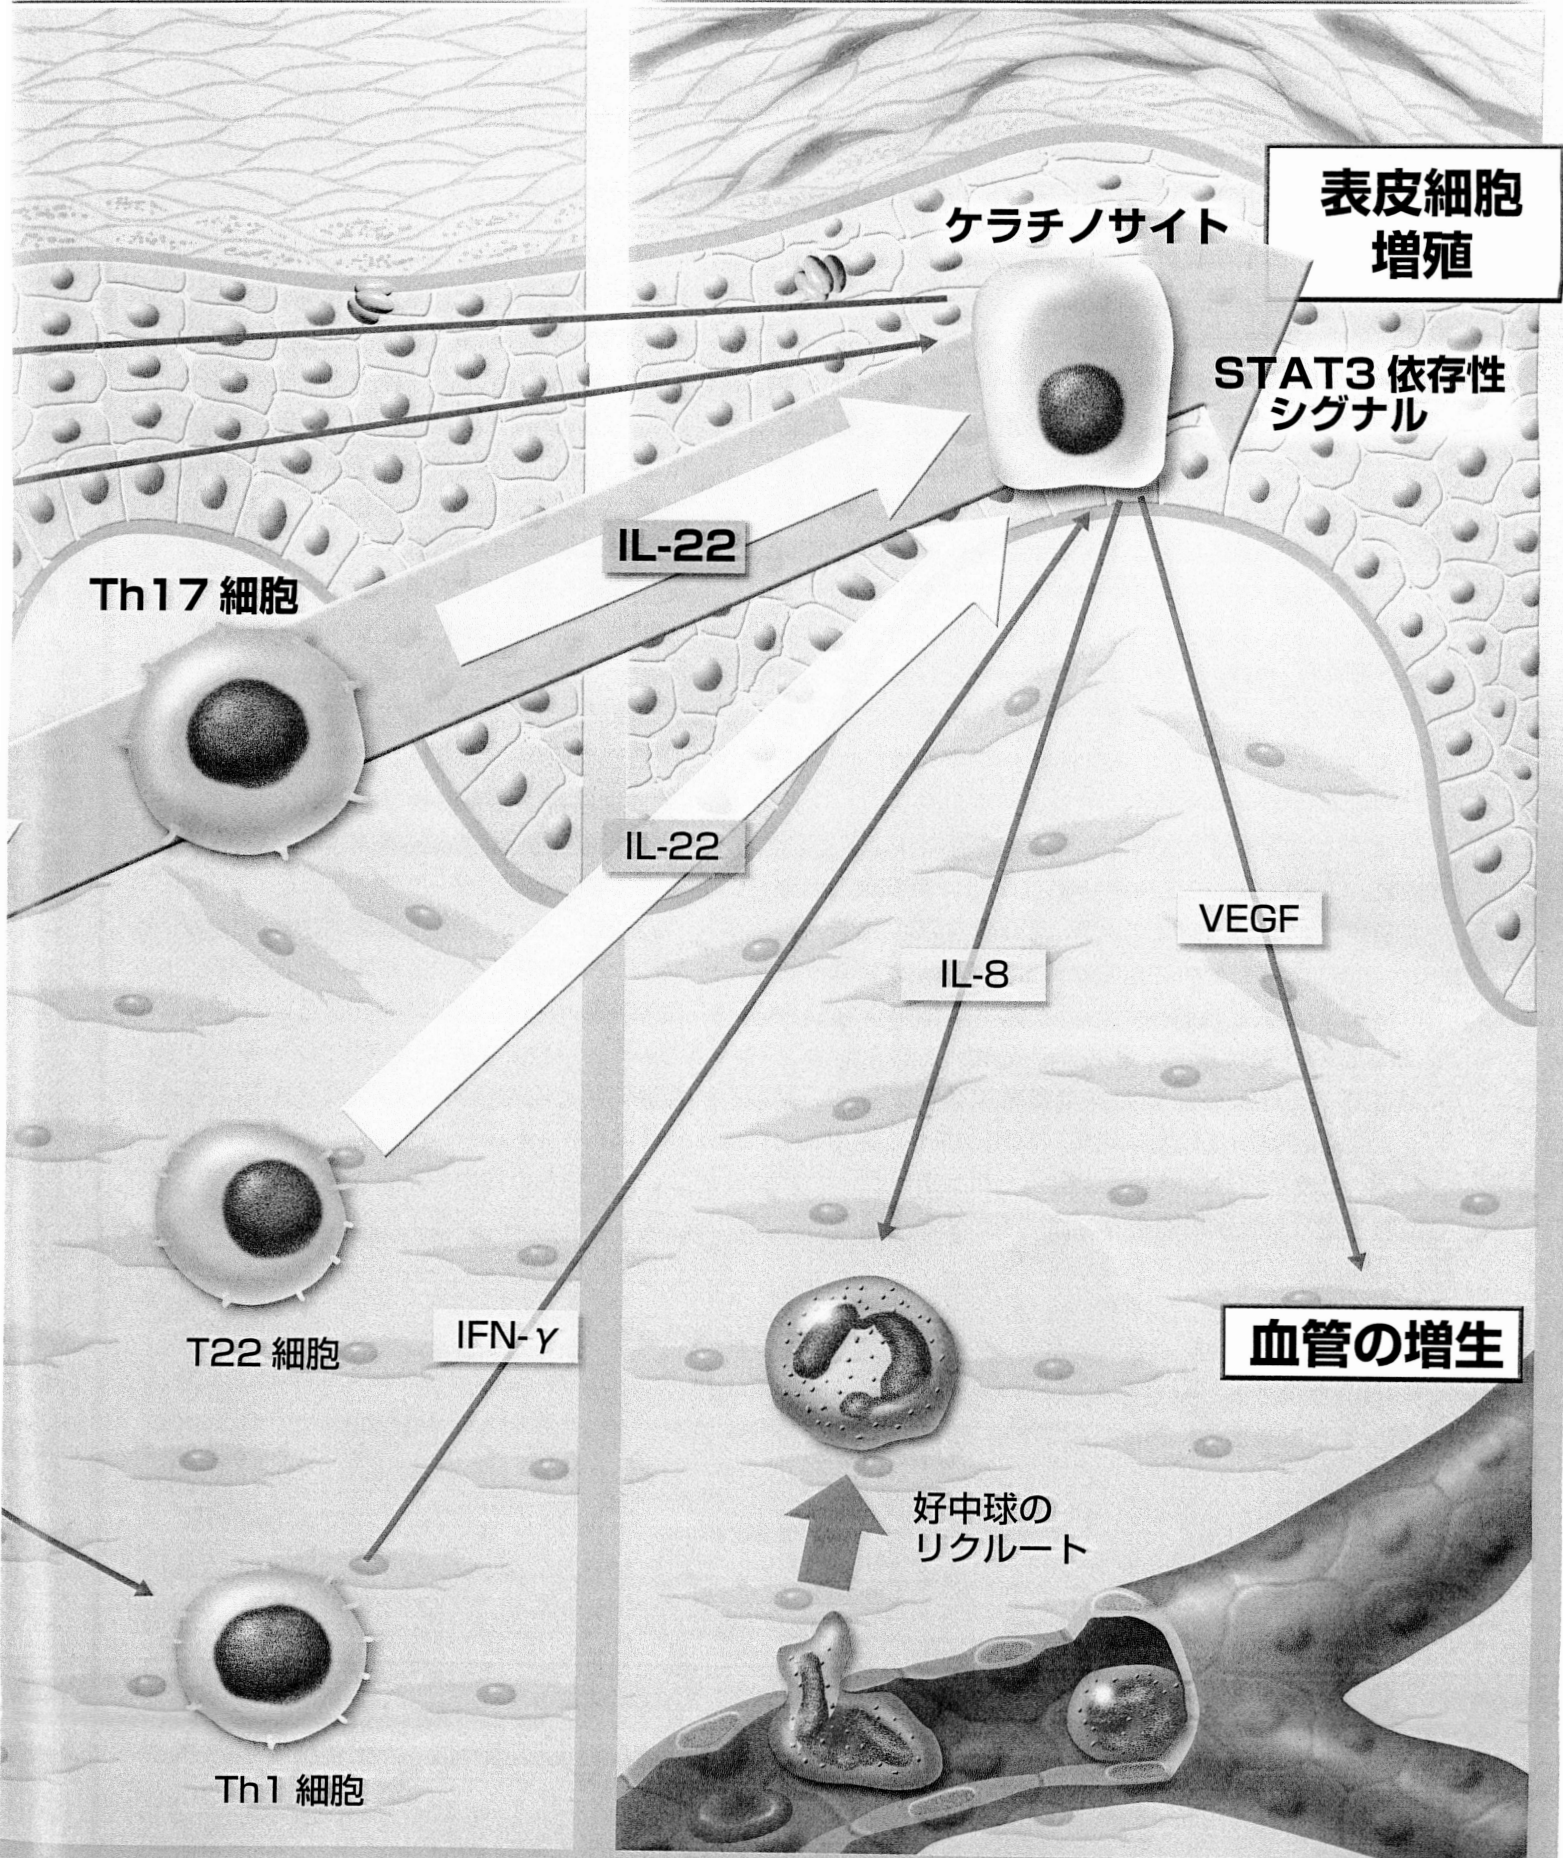 表皮細胞
増殖
ケラチノサイト
STAT3 依存性
シグナル
IL-22
Th17 細胞
IL-22
VEGF
IL-8
IFN-γ
T22 細胞
血管の増生
好中球の
リクルート
Th1 細胞